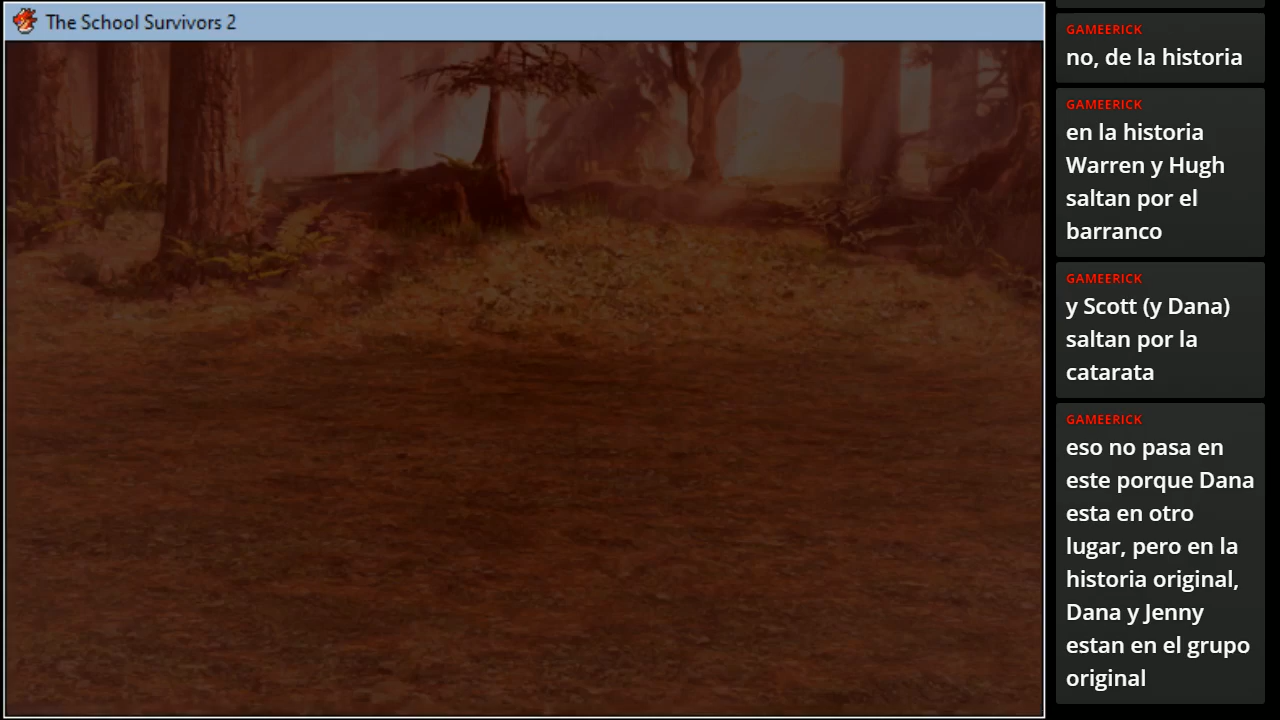 The School Survivors 2
GAMEERICK
no, de la historia
GAMEERICK
en la historia
Warren y Hugh
saltan por el
barranco
GAMEERICK
y Scott (y Dana)
saltan por la
catarata
GAMEERICK
eso no pasa en
este porque Dana
esta en otro
lugar, pero en la
historia original,
Dana y Jenny
estan en el grupo
original